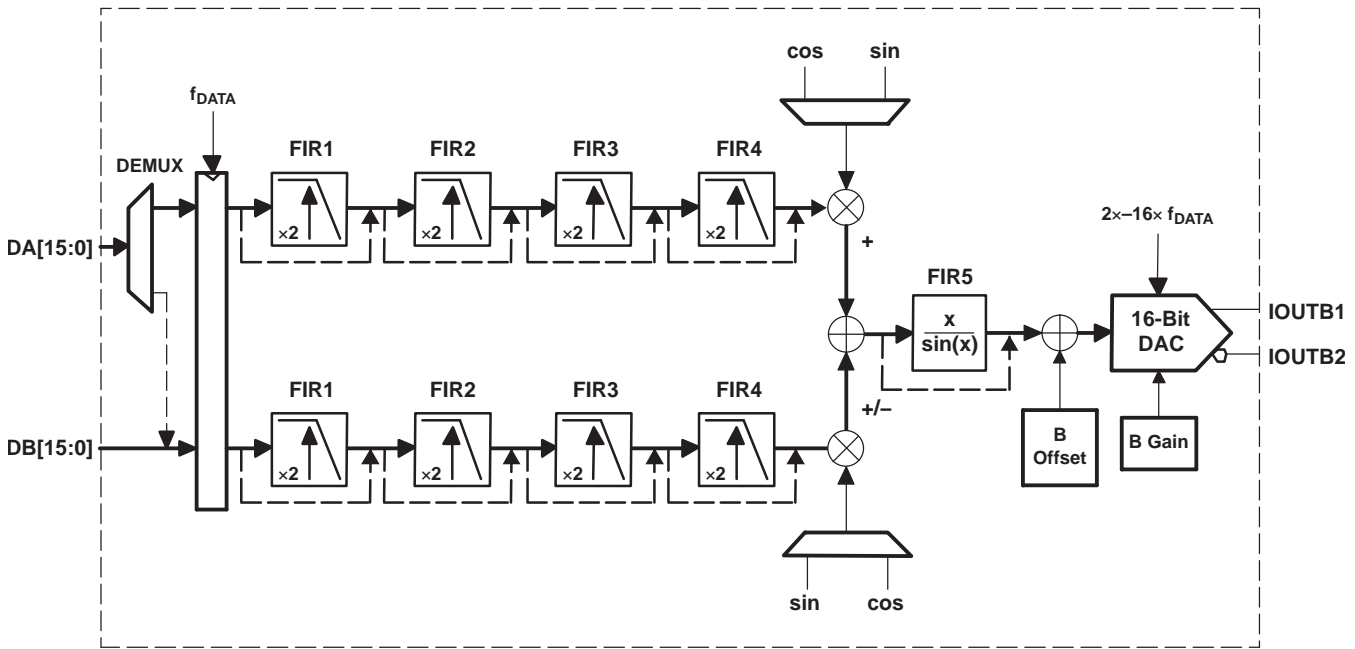 cos sin
fDATA
DEMUX
FIR1 FIR2 FIR3 FIR4
×2 ×2 ×2 ×2
2×–16× fDATA
DA[15:0]
+
FIR5
x
sin(x)
16-Bit
DAC
IOUTB1
IOUTB2
FIR1 FIR2 FIR3 FIR4
+/–
×2 ×2 ×2 ×2
DB[15:0]
B
Offset
B Gain
sin cos